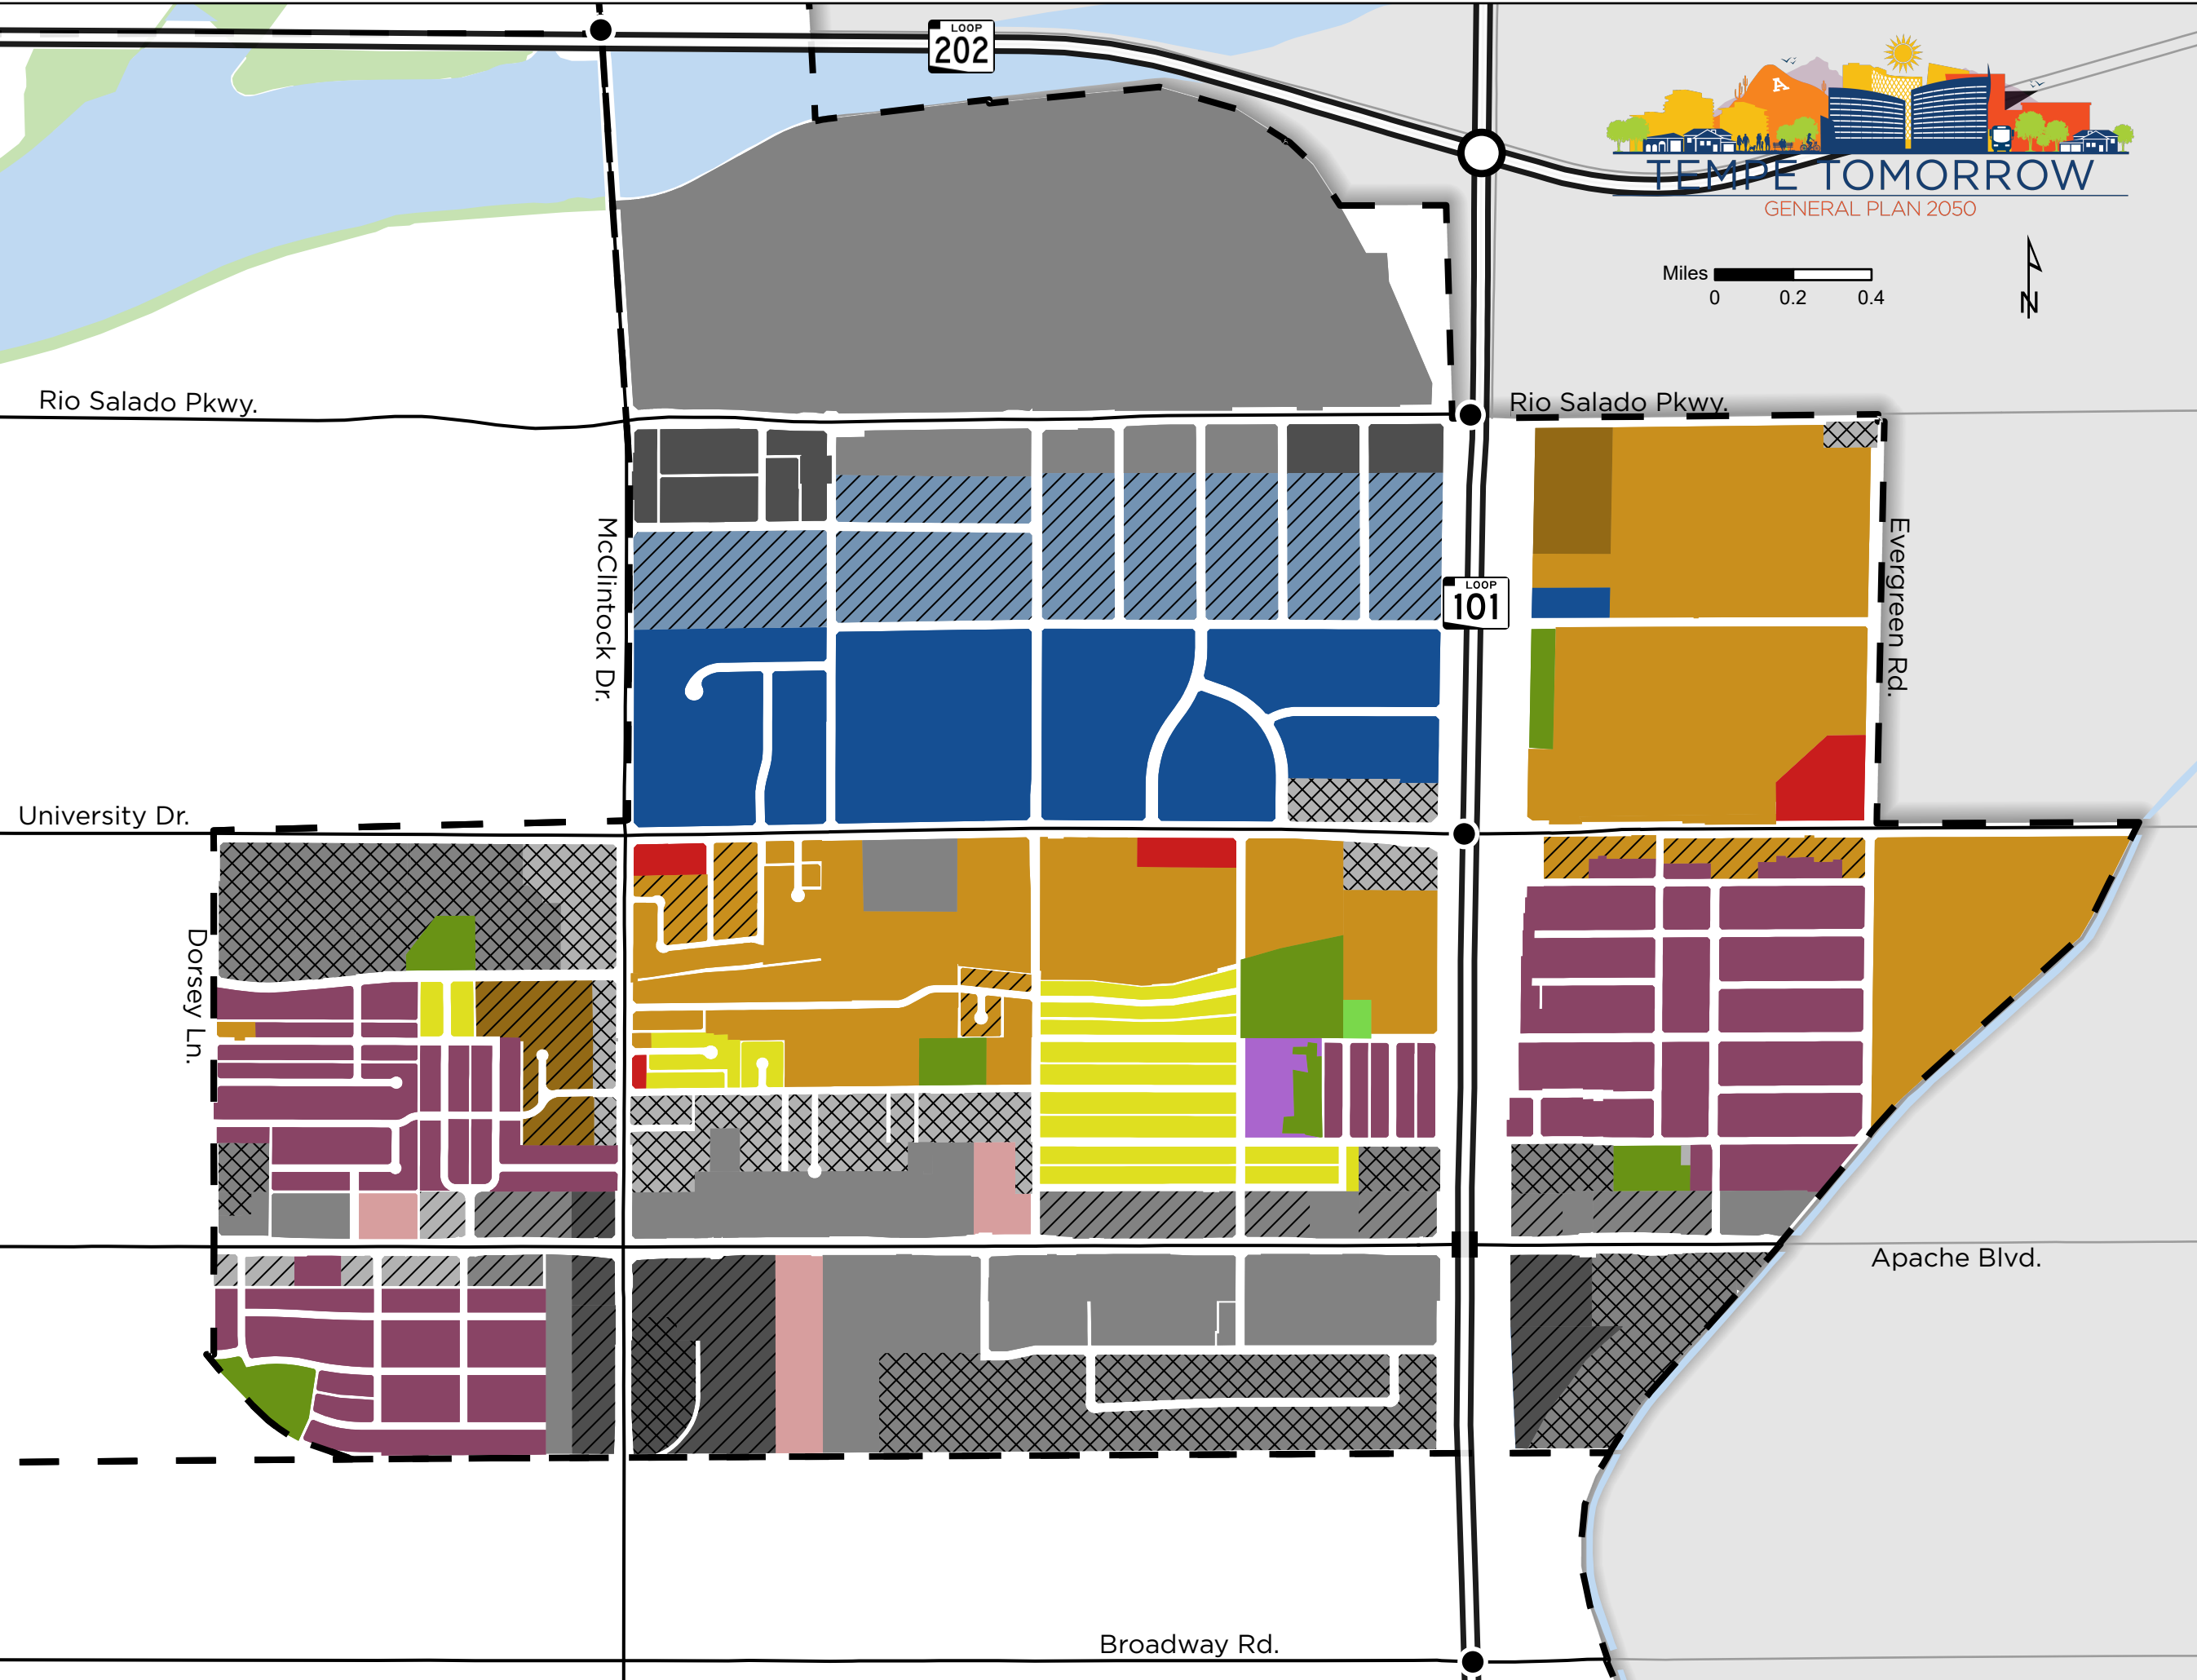 LOOP
202
A
TEMPE TOMORROW
GENERAL PLAN 2050
Miles
0 0.2 0.4
N
Rio Salado Pkwy.
Rio Salado Pkwy.
McClintock Dr.
LOOP
101
Evergreen Rd.
University Dr.
Dorsey Ln.
Apache Blvd.
Broadway Rd.